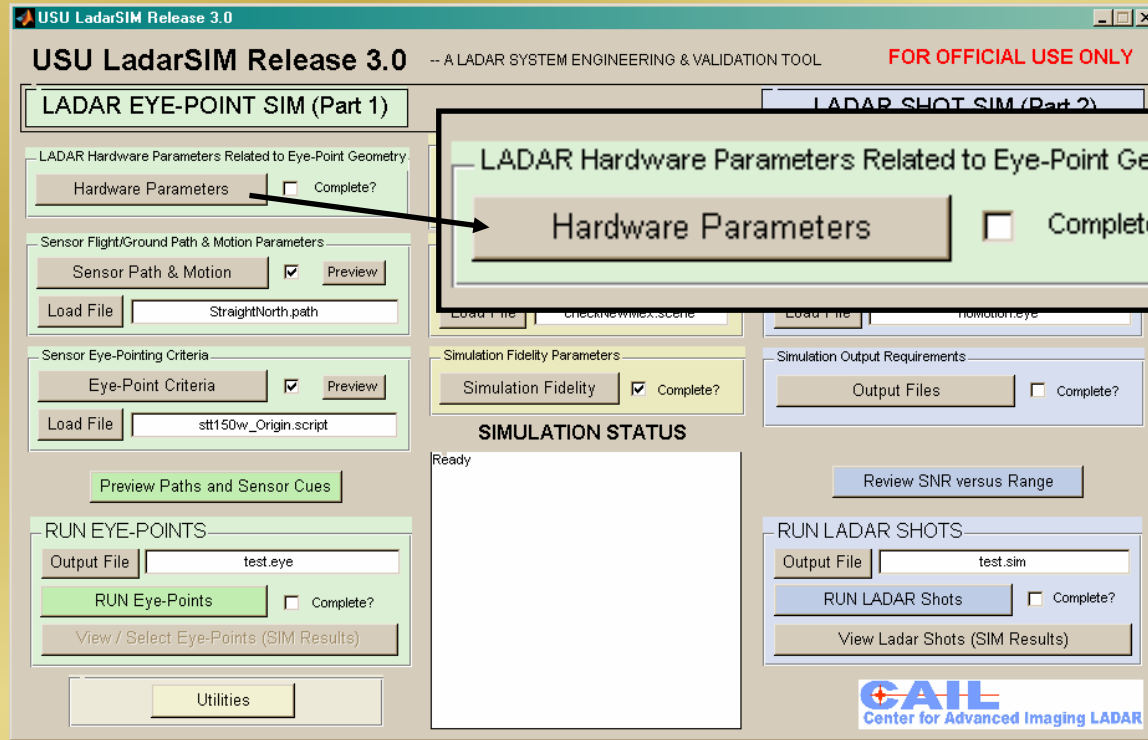 USU LadarSIM Release 3.0
USU LadarSIM Release 3.0 -- A LADAR SYSTEM ENGINEERING & VALIDATION TOOL FOR OFFICIAL USE ONLY
LADAR EYE-POINT SIM (Part 1)
LADAR SHOT SIM (Part 2)
LADAR Hardware Parameters Related to Eye-Point Geometry
Hardware Parameters Complete?
LADAR Hardware Parameters Related to Eye-Point Ge
Hardware Parameters Complete
Sensor Flight/Ground Path & Motion Parameters
Sensor Path & Motion Preview
Load File StraightNorth.path
Load File checkNewMex.scene
Load File noMotion.eye
Sensor Eye-Pointing Criteria
Eye-Point Criteria Preview
Load File stt150w_Origin.script
Simulation Fidelity Parameters
Simulation Fidelity Complete?
Simulation Output Requirements
Output Files Complete?
SIMULATION STATUS
Ready
Preview Paths and Sensor Cues
Review SNR versus Range
RUN EYE-POINTS
Output File test.eye
RUN Eye-Points Complete?
View / Select Eye-Points (SIM Results)
RUN LADAR SHOTS
Output File test.sim
RUN LADAR Shots Complete?
View Ladar Shots (SIM Results)
Utilities
CAIL
Center for Advanced Imaging LADAR